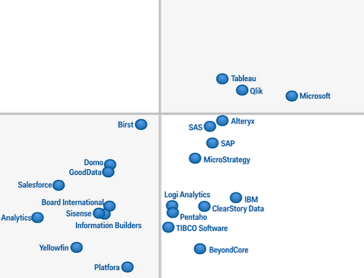 Tableau
Qlik
Microsoft
Birst
Alteryx
SAS
SAP
MicroStrategy
Domo
GoodData
Salesforce
Logi Analytics
IBM
Board International
ClearStory Data
Sisense
Analytics
Pentaho
Information Builders
TIBCO Software
Yellowfin
BeyondCore
Platfora